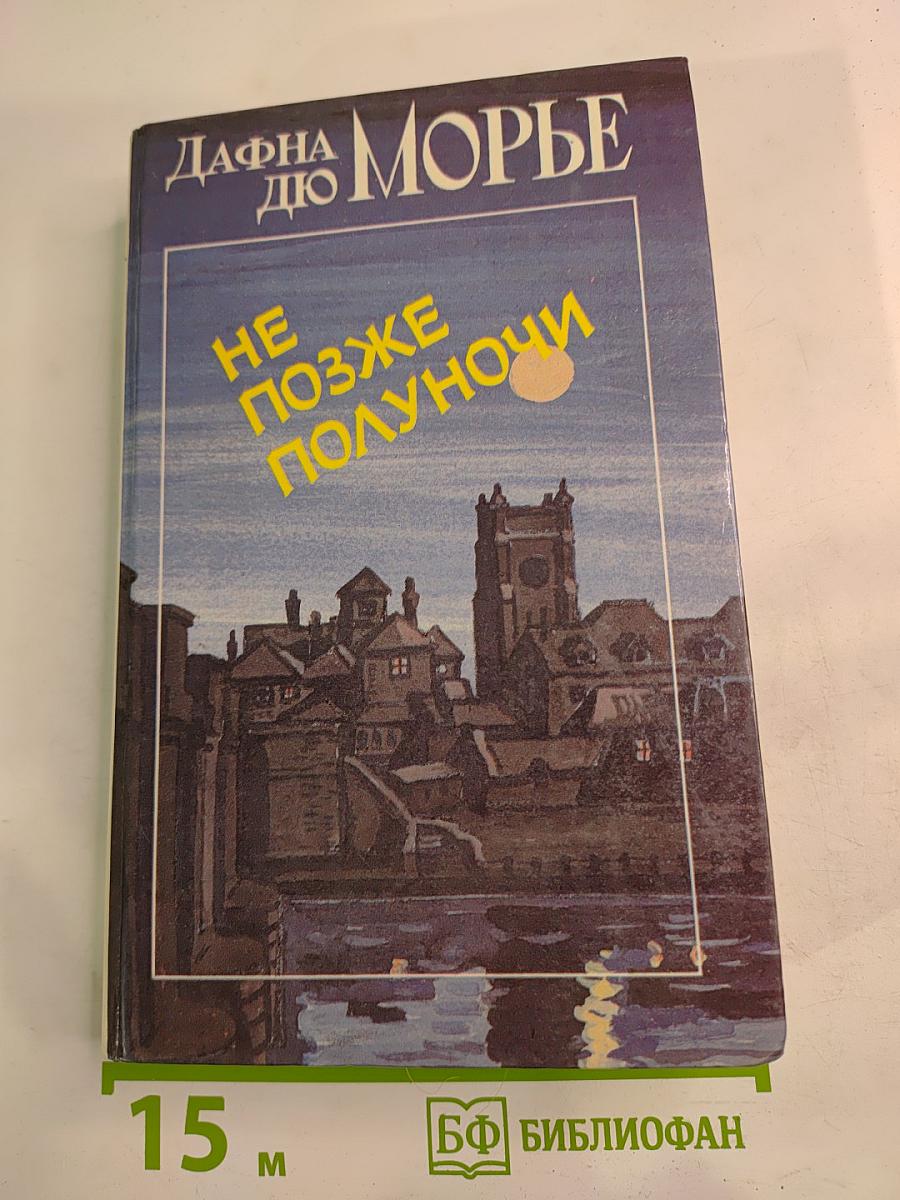 ДАФНА
ДЮ МОРЬЕ
НЕ
ПОЗЖЕ
ПОЛУНОЧИ
15 м
БФ БИБЛИОФАН